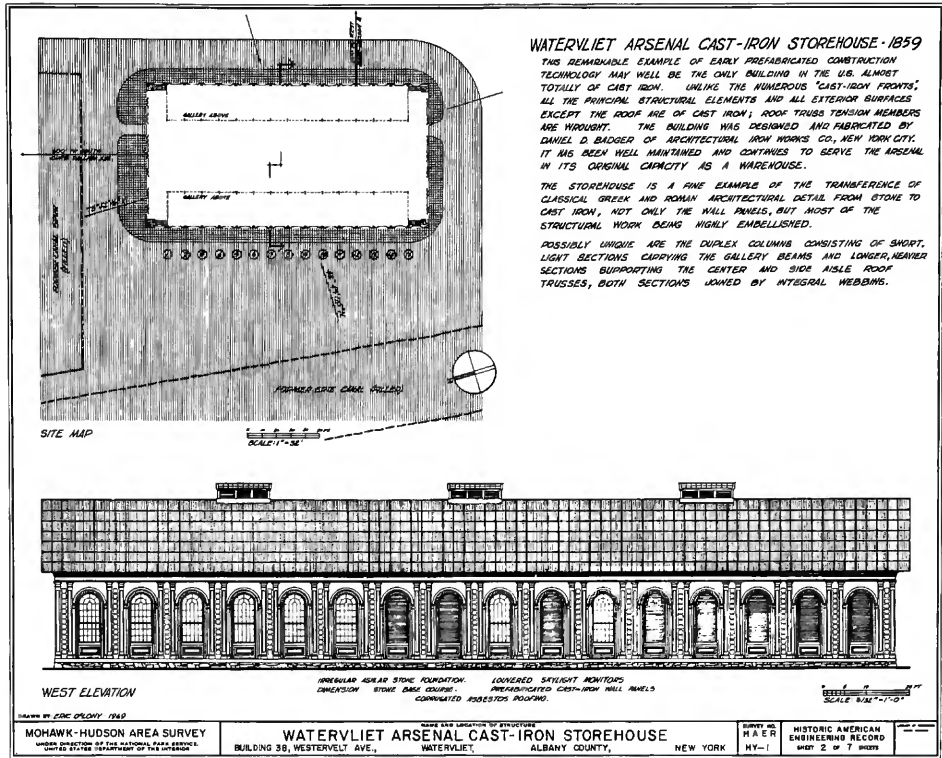 WATERVLIET ARSENAL CAST-IRON STOREHOUSE · 1859
THIS REMARKABLE EXAMPLE OF EARLY PREFABRICATED CONSTRUCTION
TECHNOLOGY MAY WELL BE THE ONLY BUILDING IN THE U.S. ALMOST
TOTALLY OF CAST IRON. UNLIKE THE NUMEROUS "CAST-IRON FRONTS",
ALL THE PRINCIPAL STRUCTURAL ELEMENTS AND ALL EXTERIOR SURFACES
EXCEPT THE ROOF ARE OF CAST IRON; ROOF TRUSS TENSION MEMBERS
ARE WROUGHT. THE BUILDING WAS DESIGNED AND FABRICATED BY
DANIEL D. BADGER OF ARCHITECTURAL IRON WORKS CO., NEW YORK CITY.
IT HAS BEEN WELL MAINTAINED AND CONTINUES TO SERVE THE ARSENAL
IN ITS ORIGINAL CAPACITY AS A WAREHOUSE.
THE STOREHOUSE IS A FINE EXAMPLE OF THE TRANSFERENCE OF
CLASSICAL GREEK AND ROMAN ARCHITECTURAL DETAIL FROM STONE TO
CAST IRON, NOT ONLY THE WALL PANELS, BUT MOST OF THE
STRUCTURAL WORK BEING HIGHLY EMBELLISHED.
POSSIBLY UNIQUE ARE THE DUPLEX COLUMNS CONSISTING OF SHORT,
LIGHT SECTIONS CARRYING THE GALLERY BEAMS AND LONGER, HEAVIER
SECTIONS SUPPORTING THE CENTER AND SIDE AISLE ROOF
TRUSSES, BOTH SECTIONS JOINED BY INTEGRAL WEBBING.
GALLERY ABOVE
GALLERY ABOVE
FORMER CANAL
(FILLED)
FORMER ERIE CANAL (FILLED)
SITE MAP
SCALE: 1" = 32'
WEST ELEVATION
IRREGULAR ASHLAR STONE FOUNDATION. LOUVERED SKYLIGHT MONITORS
DIMENSION STONE BASE COURSE. PREFABRICATED CAST-IRON WALL PANELS
CORRUGATED ASBESTOS ROOFING.
SCALE 3/32" = 1'-0"
DRAWN BY ERIC DELONY 1969
MOHAWK-HUDSON AREA SURVEY
UNDER DIRECTION OF THE NATIONAL PARK SERVICE,
UNITED STATES DEPARTMENT OF THE INTERIOR
NAME AND LOCATION OF STRUCTURE
WATERVLIET ARSENAL CAST-IRON STOREHOUSE
BUILDING 38, WESTERVELT AVE., WATERVLIET, ALBANY COUNTY, NEW YORK
SURVEY NO.
HAER
NY-1
HISTORIC AMERICAN
ENGINEERING RECORD
SHEET 2 OF 7 SHEETS